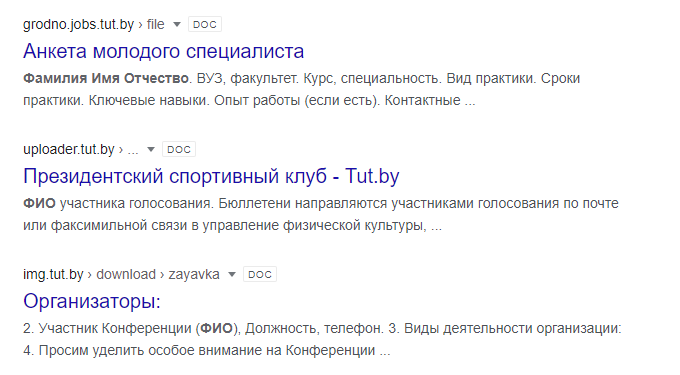 grodno.jobs.tut.by › file DOC
Анкета молодого специалиста
Фамилия Имя Отчество. ВУЗ, факультет. Курс, специальность. Вид практики. Сроки
практики. Ключевые навыки. Опыт работы (если есть). Контактные ...
uploader.tut.by › ... DOC
Президентский спортивный клуб - Tut.by
ФИО участника голосования. Бюллетени направляются участниками голосования по почте
или факсимильной связи в управление физической культуры, ...
img.tut.by › download › zayavka DOC
Организаторы:
2. Участник Конференции (ФИО), Должность, телефон. 3. Виды деятельности организации:
4. Просим уделить особое внимание на Конференции ...